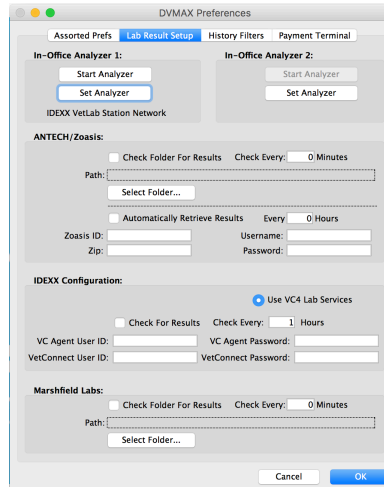 DVMAX Preferences
Assorted Prefs Lab Result Setup History Filters Payment Terminal
In-Office Analyzer 1: In-Office Analyzer 2:
Start Analyzer Start Analyzer
Set Analyzer Set Analyzer
IDEXX VetLab Station Network
ANTECH/Zoasis:
Check Folder For Results Check Every: 0 Minutes
Path:
Select Folder...
Automatically Retrieve Results Every 0 Hours
Zoasis ID: Username:
Zip: Password:
IDEXX Configuration:
Use VC4 Lab Services
Check For Results Check Every: 1 Hours
VC Agent User ID: VC Agent Password:
VetConnect User ID: VetConnect Password:
Marshfield Labs:
Check Folder For Results Check Every: 0 Minutes
Path:
Select Folder...
Cancel OK